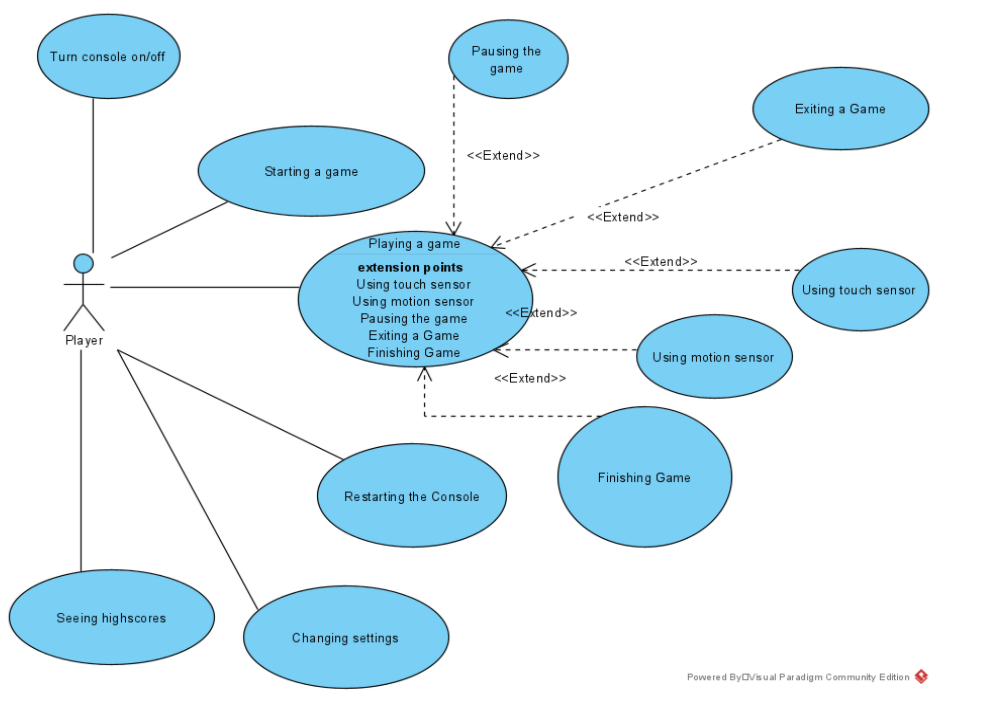 Turn console on/off
Pausing the
game
Exiting a Game
<<Extend>>
Starting a game
<<Extend>>
Playing a game
extension points
Using touch sensor
Using motion sensor
Pausing the game
Exiting a Game
Finishing Game
<<Extend>>
Using touch sensor
<<Extend>>
Player
Using motion sensor
<<Extend>>
Finishing Game
Restarting the Console
Seeing highscores
Changing settings
Powered By□Visual Paradigm Community Edition